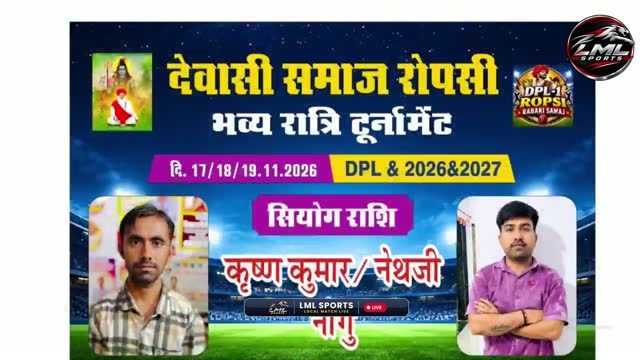 LML
SPORTS
देवासी समाज रोपसी
DPL-1
ROPSI
RABARI SAMAJ
भव्य रात्रि टूर्नामेंट
दि. 17/18/19.11.2026
DPL & 2026&2027
सियोग राशि
कृष्ण कुमार/ नेथजी
LML SPORTS
LOCAL MATCH LIVE
LIVE
नागु